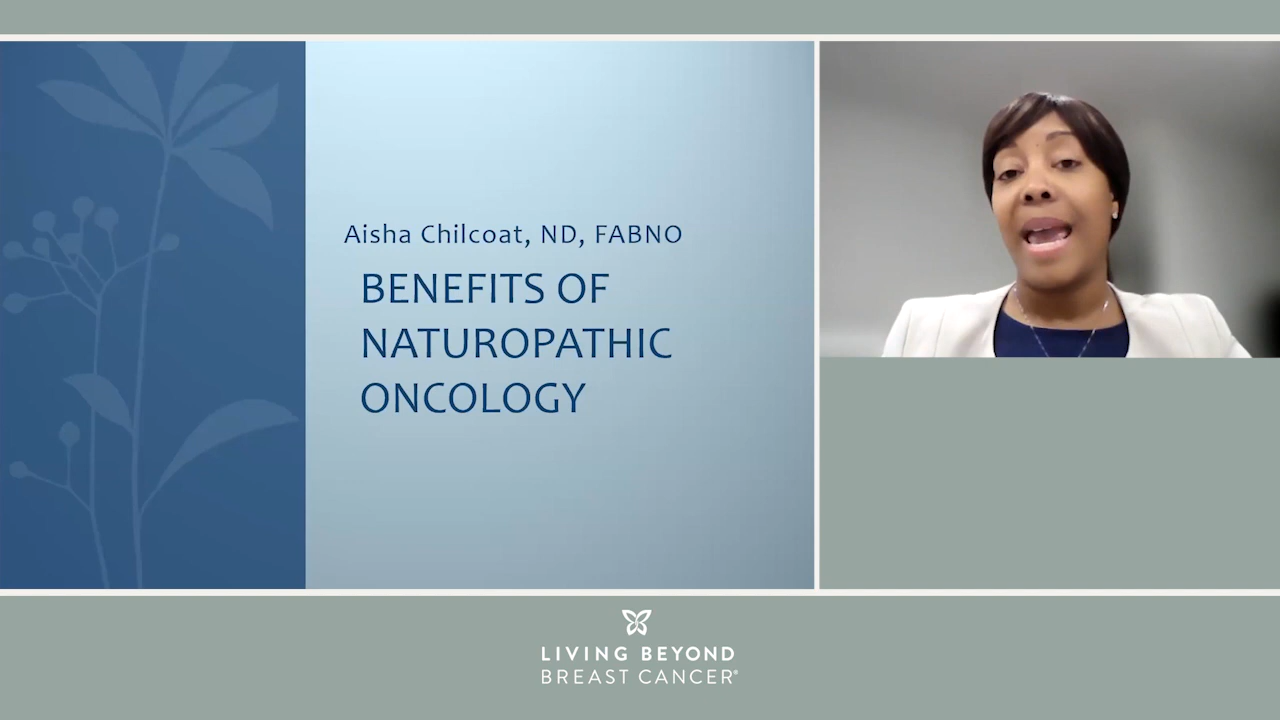 Aisha Chilcoat, ND, FABNO
BENEFITS OF
NATUROPATHIC
ONCOLOGY
LIVING BEYOND
BREAST CANCER®